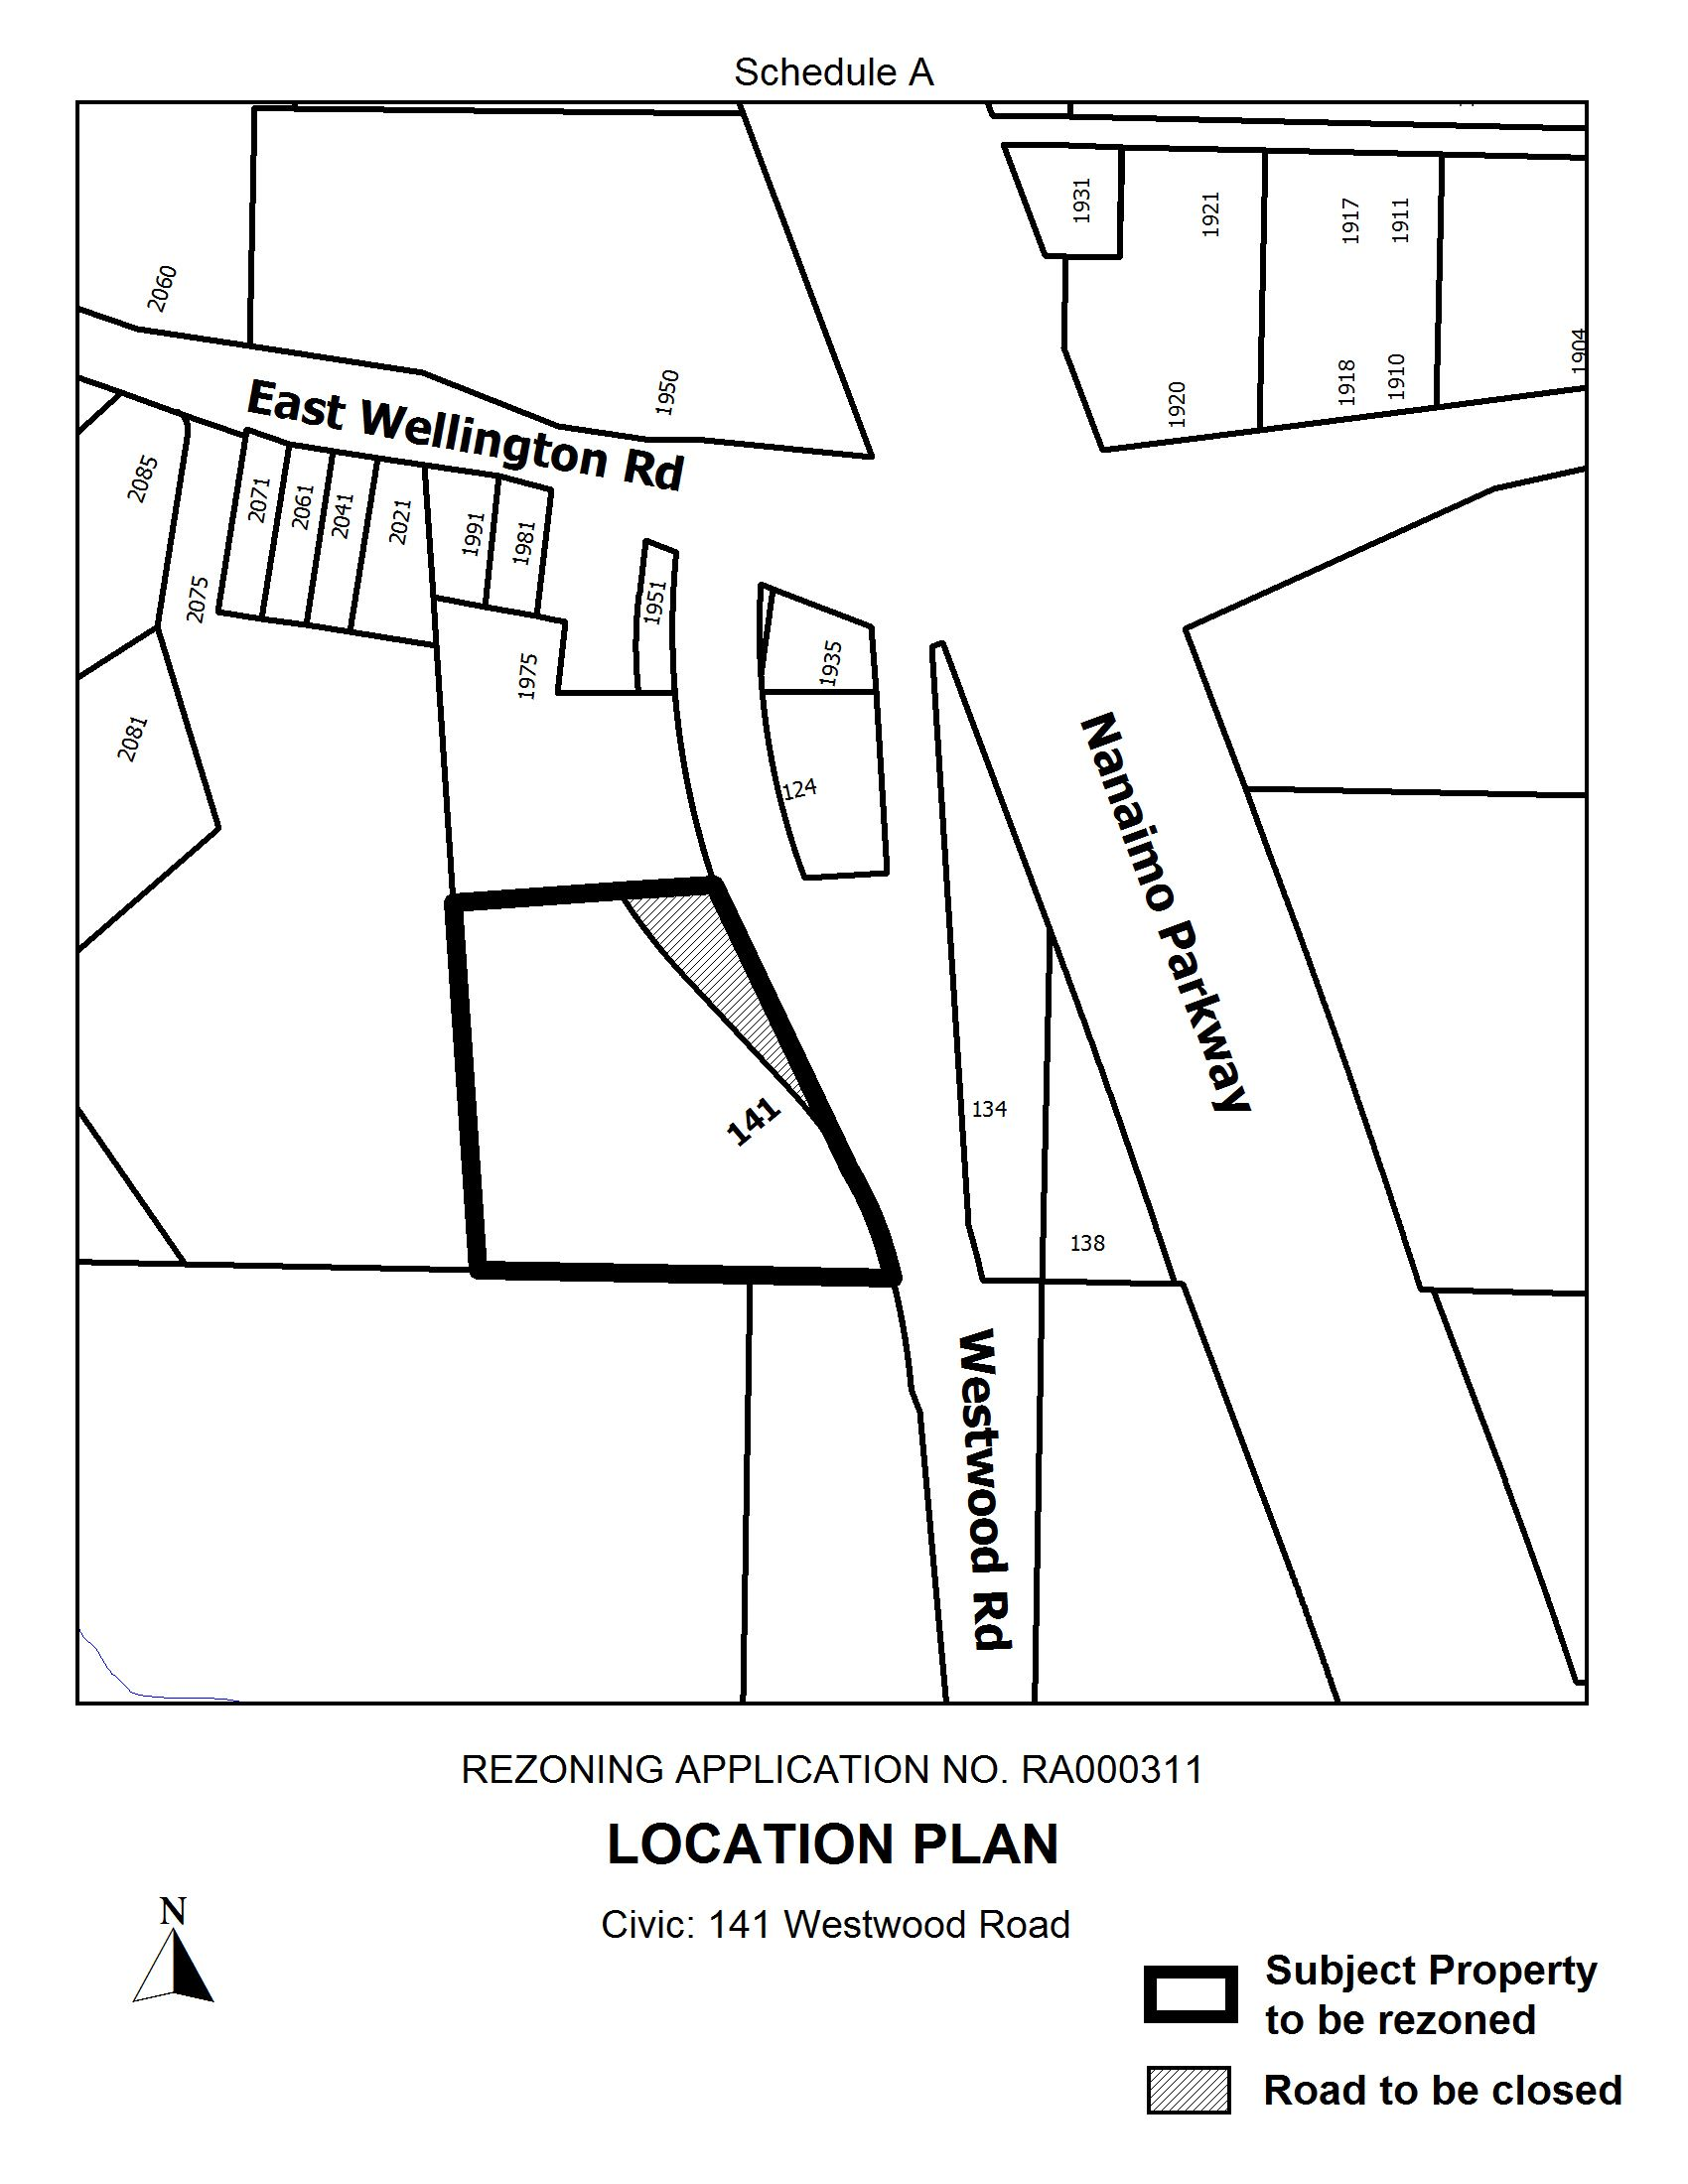 Schedule A
1931
1921
1917
1911
2060
1904
1950
1918
1910
1920
East Wellington Rd
2085
2071
2061
2041
2021
1991
1981
2075
1951
1975
1935
2081
124
Nanaimo Parkway
134
141
138
Westwood Rd
REZONING APPLICATION NO. RA000311
LOCATION PLAN
Civic: 141 Westwood Road
N
Subject Property
to be rezoned
Road to be closed